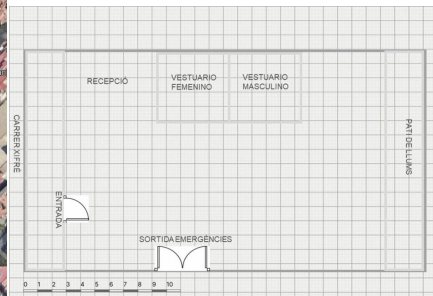 RECEPCIÓ
VESTUARIO
FEMENINO
VESTUARIO
MASCULINO
CARRER XIFRÉ
PATI DE LLUMS
ENTRADA
SORTIDA EMERGÈNCIES
0 1 2 3 4 5 6 7 8 9 10